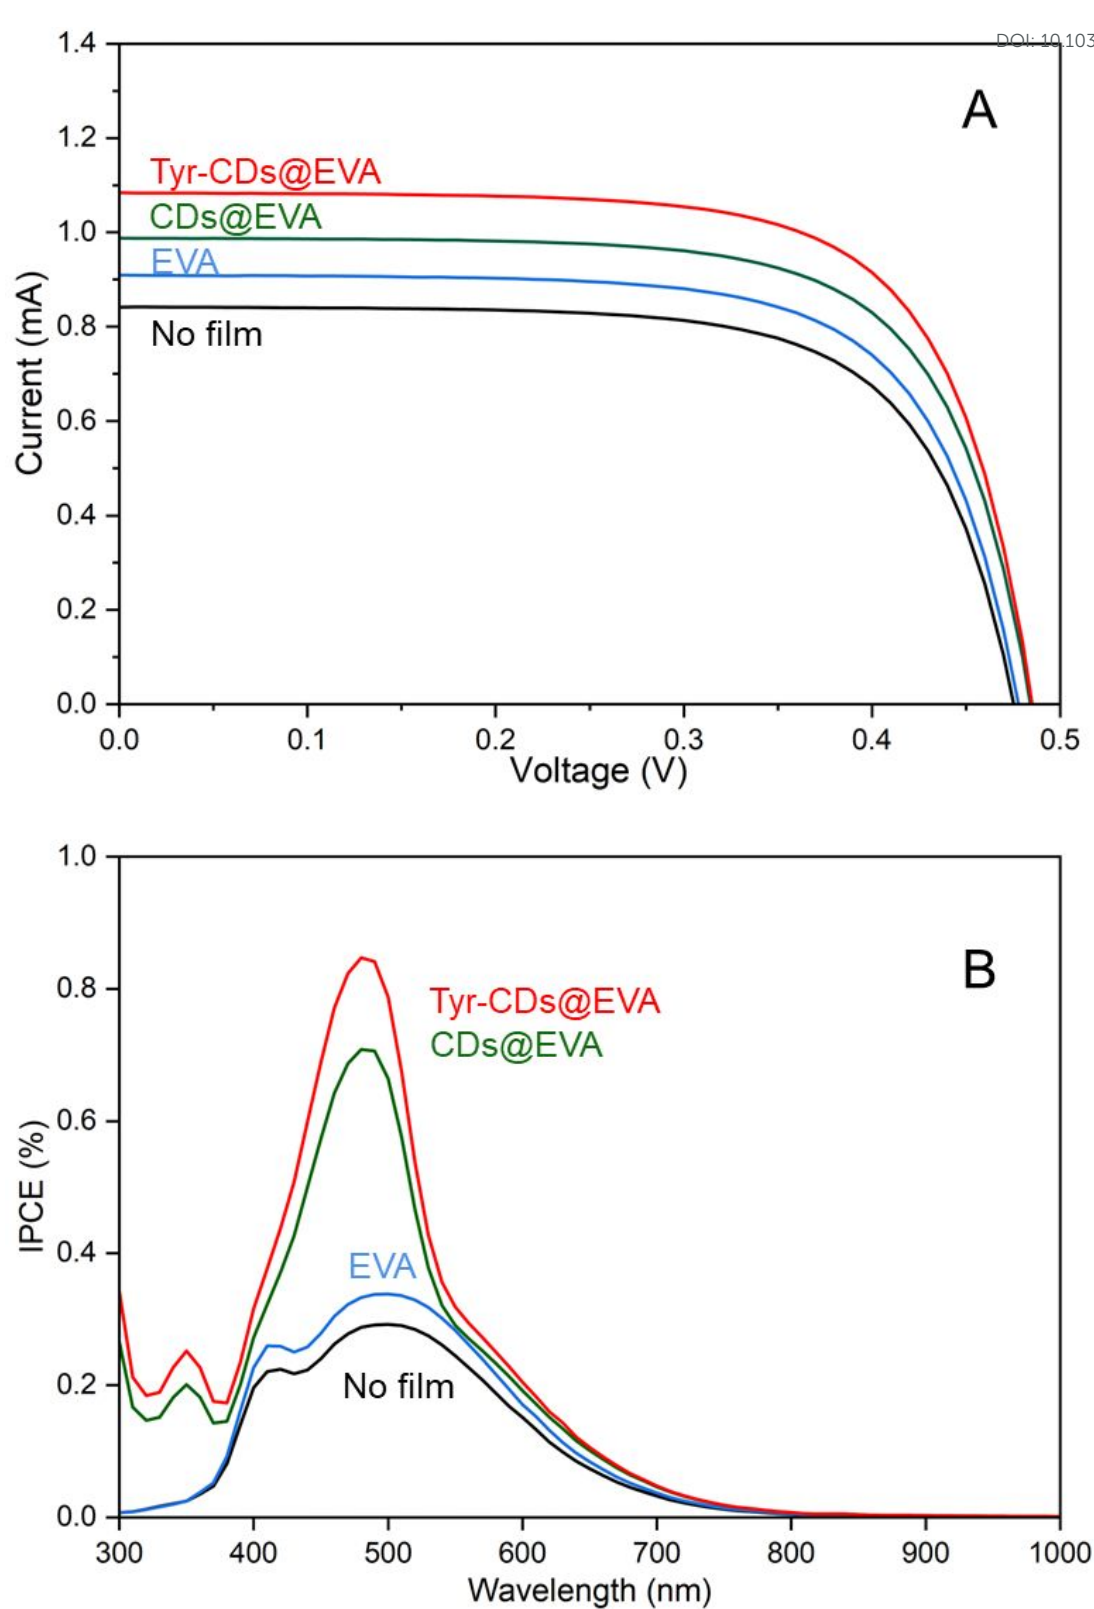 DOI: 10.103
1.4
A
1.2
Tyr-CDs@EVA
CDs@EVA
1.0
EVA
0.8
No film
Current (mA)
0.6
0.4
0.2
0.0
0.0 0.1 0.2 0.3 0.4 0.5
Voltage (V)
1.0
B
0.8
Tyr-CDs@EVA
CDs@EVA
0.6
IPCE (%)
0.4
EVA
No film
0.2
0.0
300 400 500 600 700 800 900 1000
Wavelength (nm)